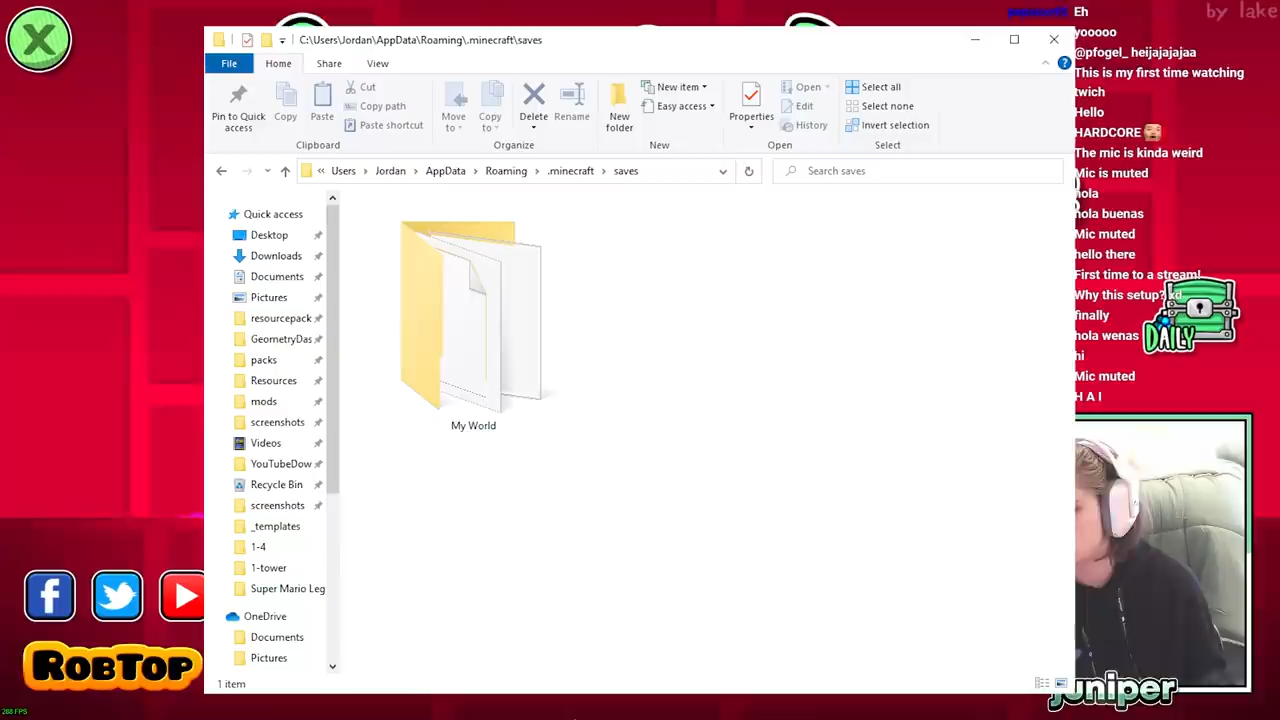 C:\Users\Jordan\AppData\Roaming\.minecraft\saves
File
Home
Share
View
Pin to Quick access
Copy
Paste
Cut
Copy path
Paste shortcut
Clipboard
Move to
Copy to
Delete
Rename
Organize
New folder
New item
Easy access
New
Properties
Open
Edit
History
Open
Select all
Select none
Invert selection
Select
« Users > Jordan > AppData > Roaming > .minecraft > saves
Search saves
Quick access
Desktop
Downloads
Documents
Pictures
resourcepack
GeometryDas
packs
Resources
mods
screenshots
Videos
YouTubeDow
Recycle Bin
screenshots
_templates
1-4
1-tower
Super Mario Leg
OneDrive
Documents
Pictures
My World
1 item
by lake
Eh
yooooo
@pfogel_ heijajajajaa
This is my first time watching
twich
Hello
HARDCORE
The mic is kinda weird
Mic is muted
hola
hola buenas
Mic muted
hello there
First time to a stream!
Why this setup? xd
finally
hola wenas
hi
Mic muted
H A I
DAILY
juniper
RobTop
288 FPS